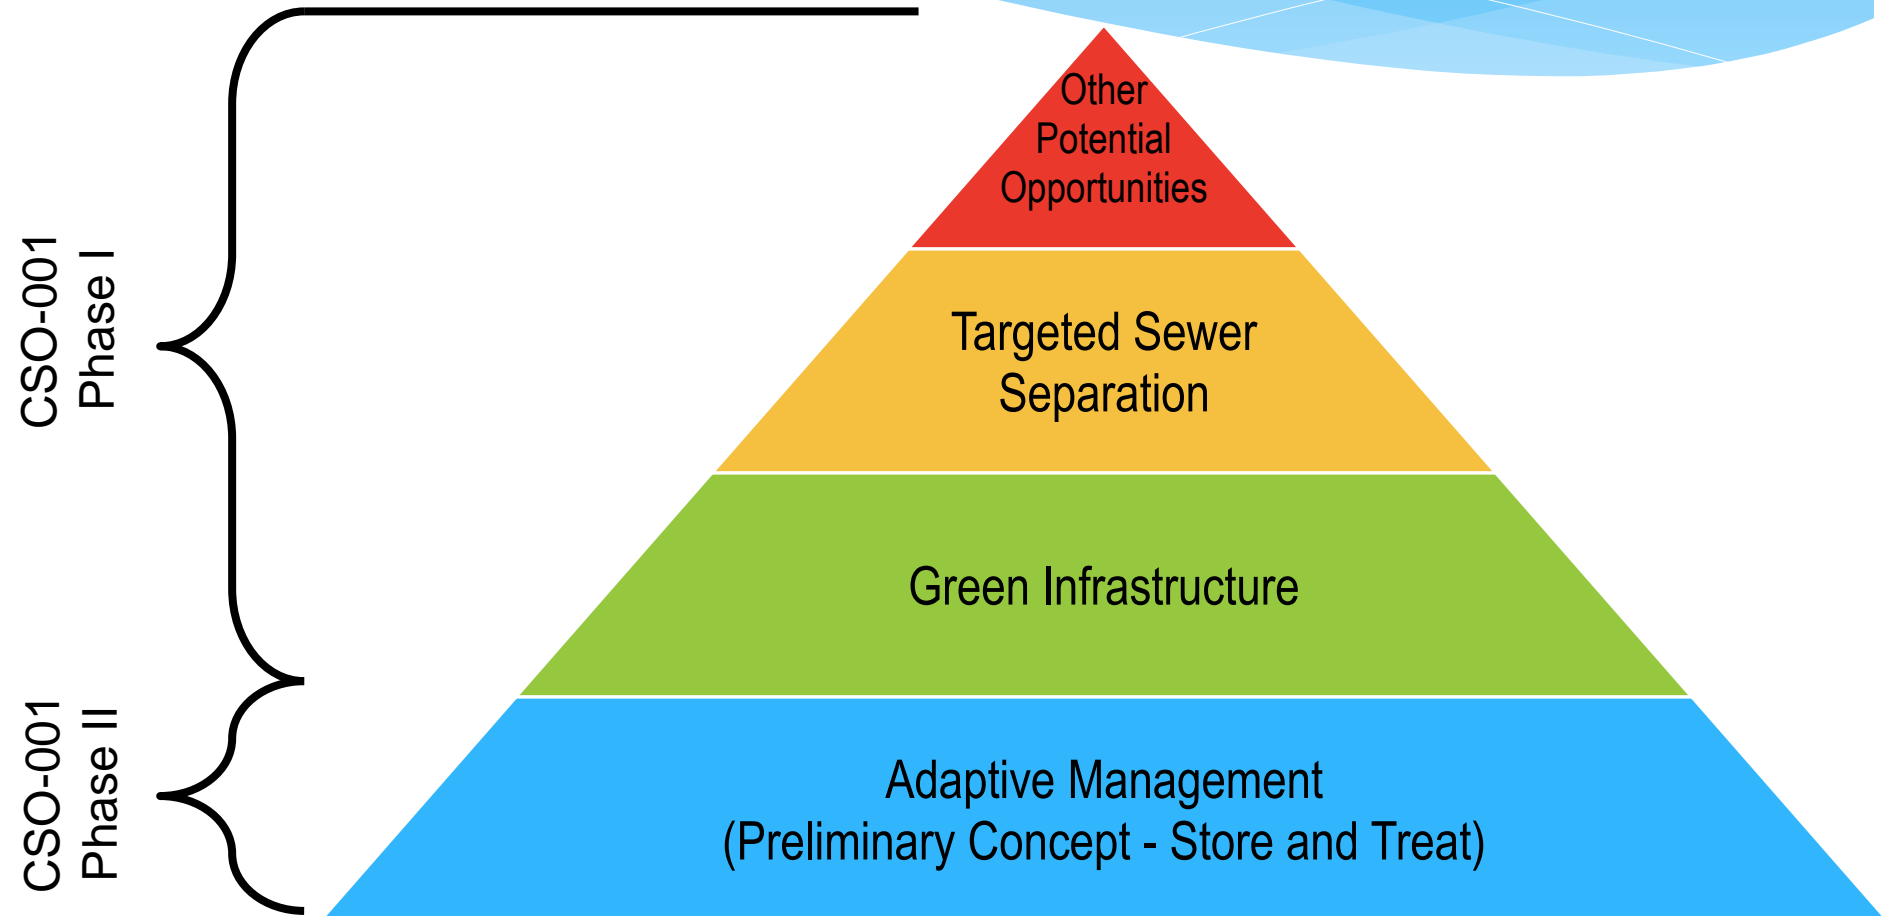 CSO-001
Phase I
Other
Potential
Opportunities
Targeted Sewer
Separation
Green Infrastructure
CSO-001
Phase II
Adaptive Management
(Preliminary Concept - Store and Treat)